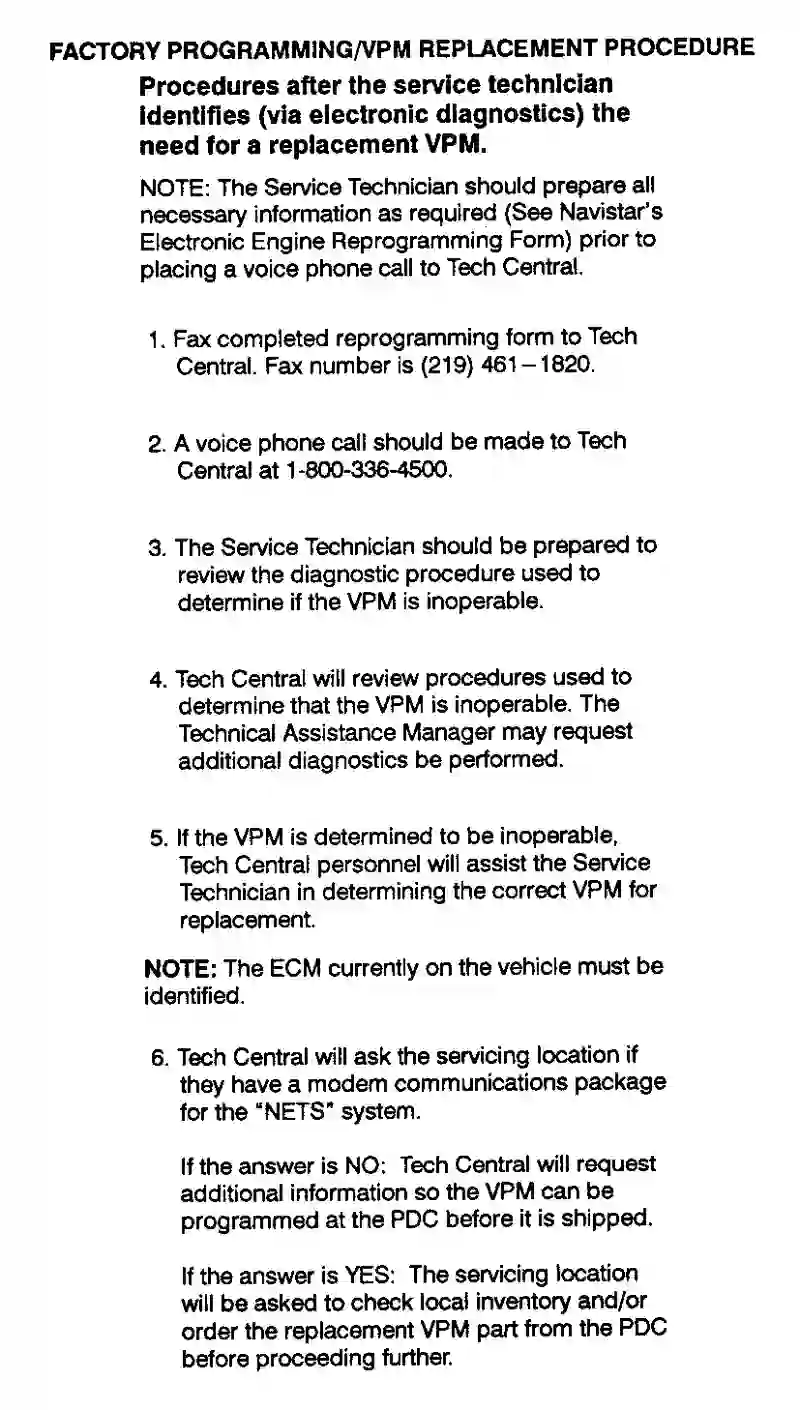 FACTORY PROGRAMMING/VPM REPLACEMENT PROCEDURE
Procedures after the service technician
identifies (via electronic diagnostics) the
need for a replacement VPM.
NOTE: The Service Technician should prepare all
necessary information as required (See Navistar's
Electronic Engine Reprogramming Form) prior to
placing a voice phone call to Tech Central.
1. Fax completed reprogramming form to Tech
Central. Fax number is (219) 461–1820.
2. A voice phone call should be made to Tech
Central at 1-800-336-4500.
3. The Service Technician should be prepared to
review the diagnostic procedure used to
determine if the VPM is inoperable.
4. Tech Central will review procedures used to
determine that the VPM is inoperable. The
Technical Assistance Manager may request
additional diagnostics be performed.
5. If the VPM is determined to be inoperable,
Tech Central personnel will assist the Service
Technician in determining the correct VPM for
replacement.
NOTE: The ECM currently on the vehicle must be
identified.
6. Tech Central will ask the servicing location if
they have a modem communications package
for the "NETS" system.
If the answer is NO: Tech Central will request
additional information so the VPM can be
programmed at the PDC before it is shipped.
If the answer is YES: The servicing location
will be asked to check local inventory and/or
order the replacement VPM part from the PDC
before proceeding further.